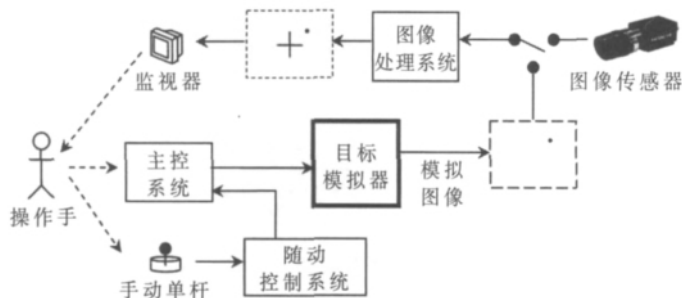 图像
处理系统
监视器
图像传感器
主控
系统
目标
模拟器
模拟
图像
操作手
手动单杆
随动
控制系统